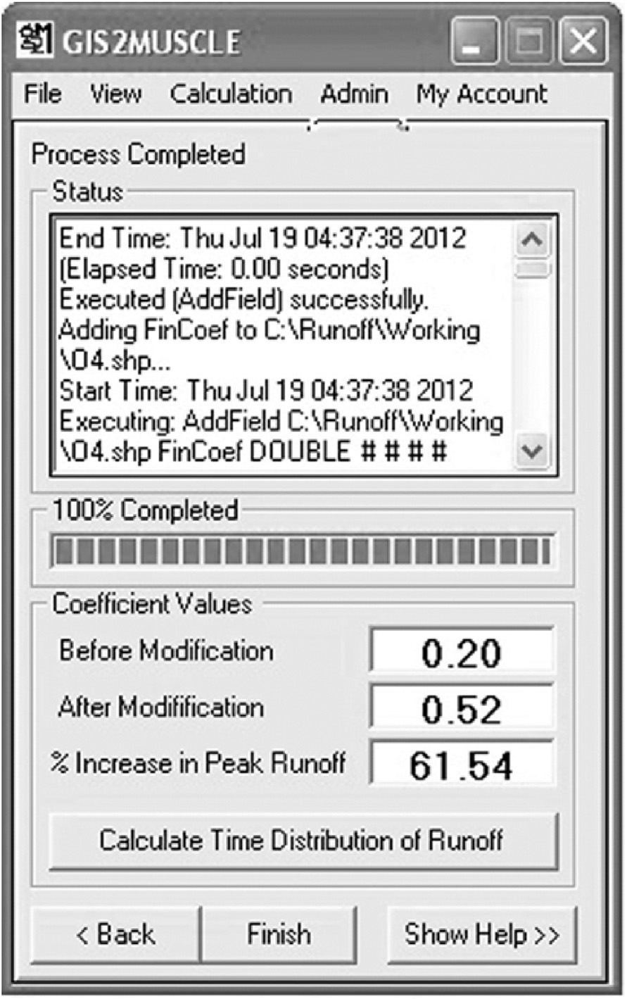 GIS2MUSCLE
File View Calculation Admin My Account
Process Completed
Status
End Time: Thu Jul 19 04:37:38 2012
(Elapsed Time: 0.00 seconds)
Executed (AddField) successfully.
Adding FinCoef to C:\Runoff\Working
\O4.shp...
Start Time: Thu Jul 19 04:37:38 2012
Executing: AddField C:\Runoff\Working
\O4.shp FinCoef DOUBLE # # # #
100% Completed
Coefficient Values
Before Modification 0.20
After Modifification 0.52
% Increase in Peak Runoff 61.54
Calculate Time Distribution of Runoff
< Back Finish Show Help >>